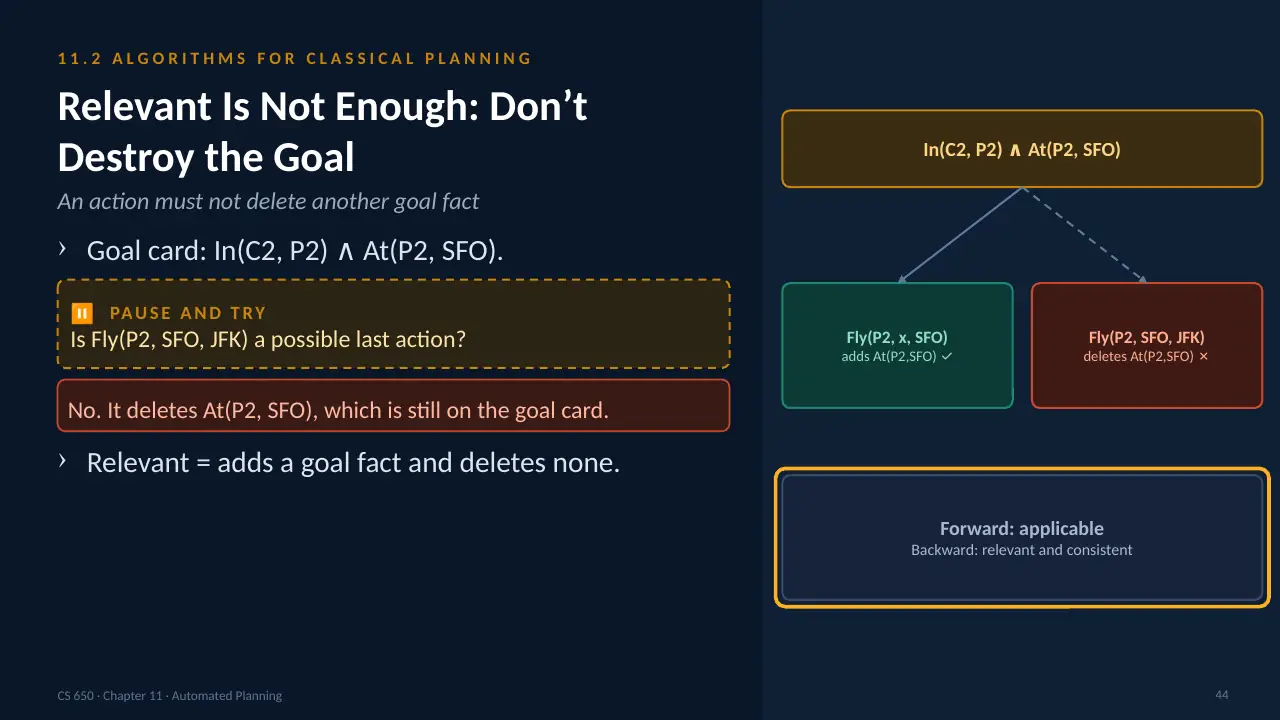 11.2 ALGORITHMS FOR CLASSICAL PLANNING
Relevant Is Not Enough: Don’t
Destroy the Goal
An action must not delete another goal fact
› Goal card: In(C2, P2) ∧ At(P2, SFO).
⏸ PAUSE AND TRY
Is Fly(P2, SFO, JFK) a possible last action?
No. It deletes At(P2, SFO), which is still on the goal card.
› Relevant = adds a goal fact and deletes none.
In(C2, P2) ∧ At(P2, SFO)
Fly(P2, x, SFO)
adds At(P2,SFO) ✓
Fly(P2, SFO, JFK)
deletes At(P2,SFO) ✕
Forward: applicable
Backward: relevant and consistent
CS 650 · Chapter 11 · Automated Planning
44